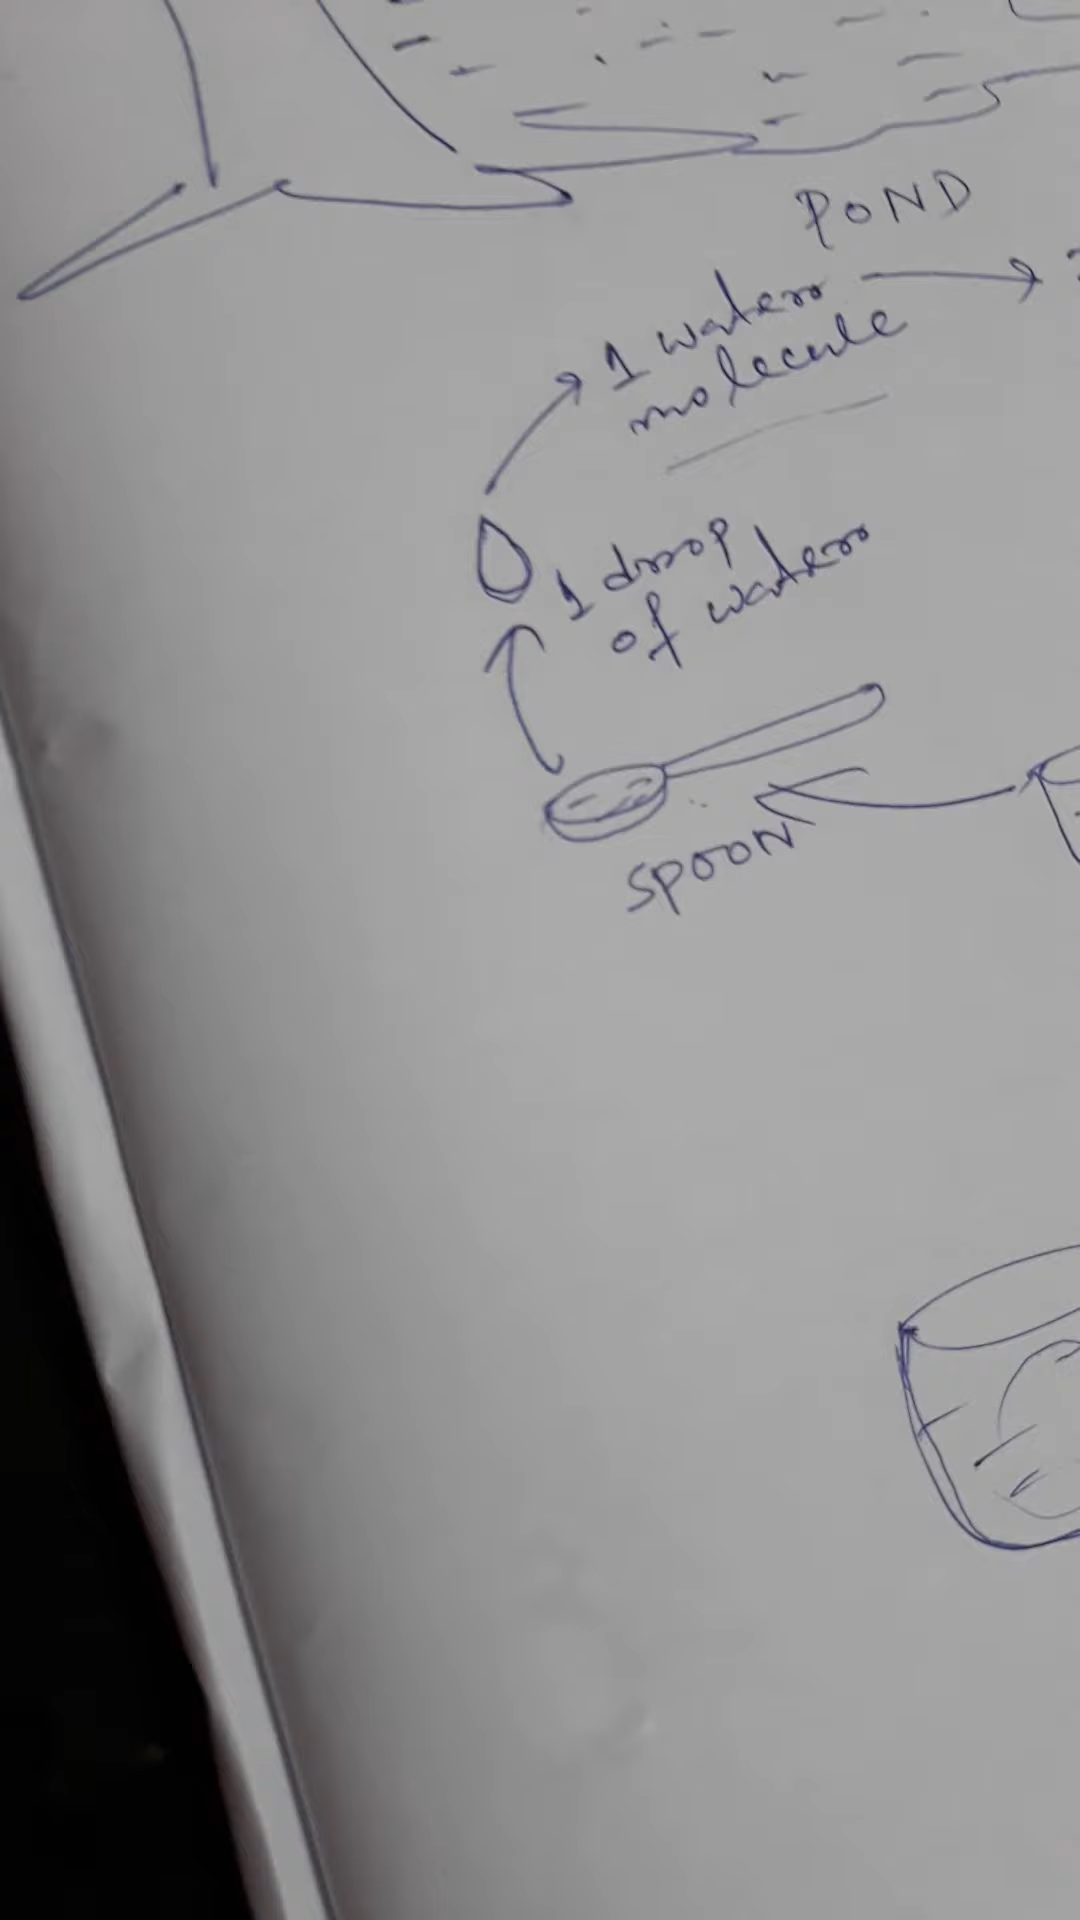 POND
1 water
molecule
1 drop
of water
SPOON